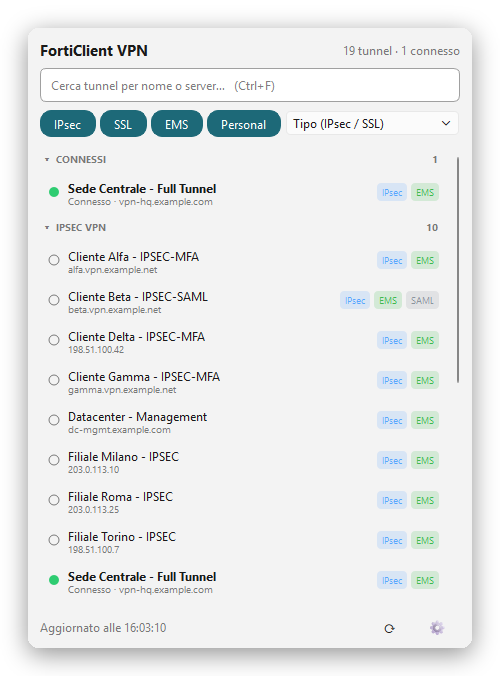 FortiClient VPN
19 tunnel · 1 connesso
Cerca tunnel per nome o server... (Ctrl+F)
IPsec SSL EMS Personal Tipo (IPsec / SSL)
CONNESSI 1
Sede Centrale - Full Tunnel IPsec EMS
Connesso · vpn-hq.example.com
IPSEC VPN 10
Cliente Alfa - IPSEC-MFA IPsec EMS
alfa.vpn.example.net
Cliente Beta - IPSEC-SAML IPsec EMS SAML
beta.vpn.example.net
Cliente Delta - IPSEC-MFA IPsec EMS
198.51.100.42
Cliente Gamma - IPSEC-MFA IPsec EMS
gamma.vpn.example.net
Datacenter - Management IPsec EMS
dc-mgmt.example.com
Filiale Milano - IPSEC IPsec EMS
203.0.113.10
Filiale Roma - IPSEC IPsec EMS
203.0.113.25
Filiale Torino - IPSEC IPsec EMS
198.51.100.7
Sede Centrale - Full Tunnel IPsec EMS
Connesso · vpn-hq.example.com
Aggiornato alle 16:03:10